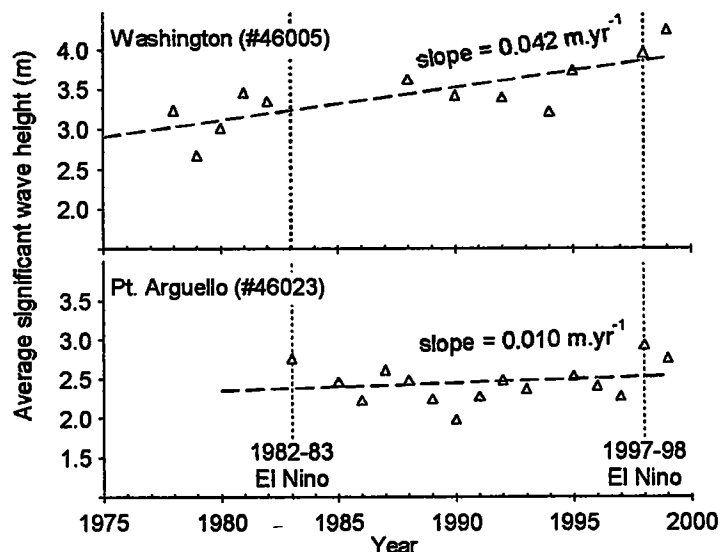 Average significant wave height (m)
Washington (#46005)
slope = 0.042 m.yr⁻¹
4.0
3.5
3.0
2.5
2.0
Pt. Arguello (#46023)
slope = 0.010 m.yr⁻¹
3.5
3.0
2.5
2.0
1.5
1982-83
El Nino
1997-98
El Nino
1975 1980 1985 1990 1995 2000
Year